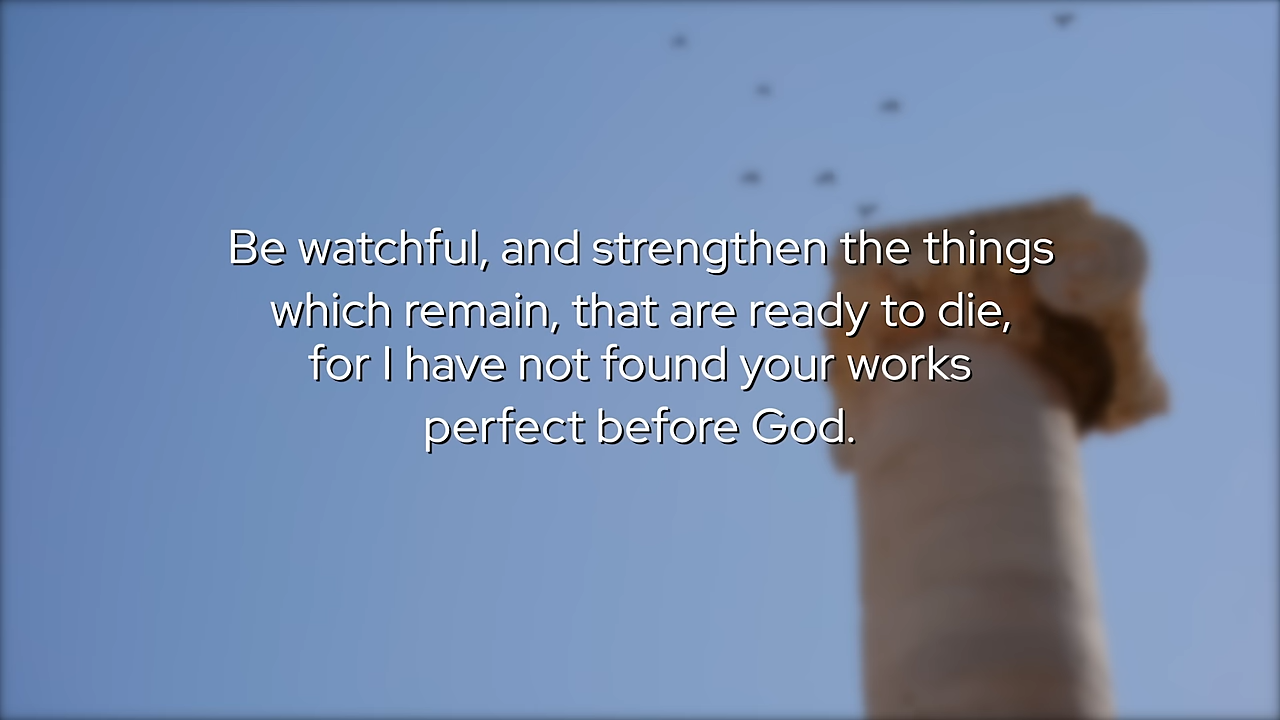 Be watchful, and strengthen the things
which remain, that are ready to die,
for I have not found your works
perfect before God.